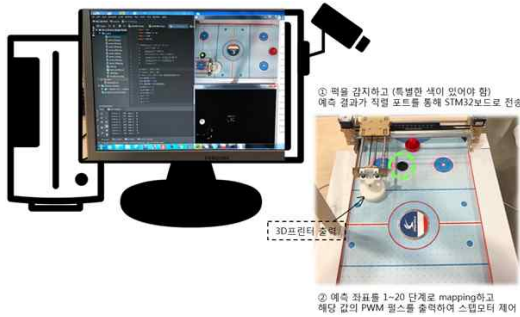 ① 퍽을 감지하고 (특별한 색이 있어야 함)
예측 결과가 직렬 포트를 통해 STM32보드로 전송
3D프린터 출력
② 예측 좌표를 1~20 단계로 mapping하고
해당 값의 PWM 펄스를 출력하여 스텝모터 제어